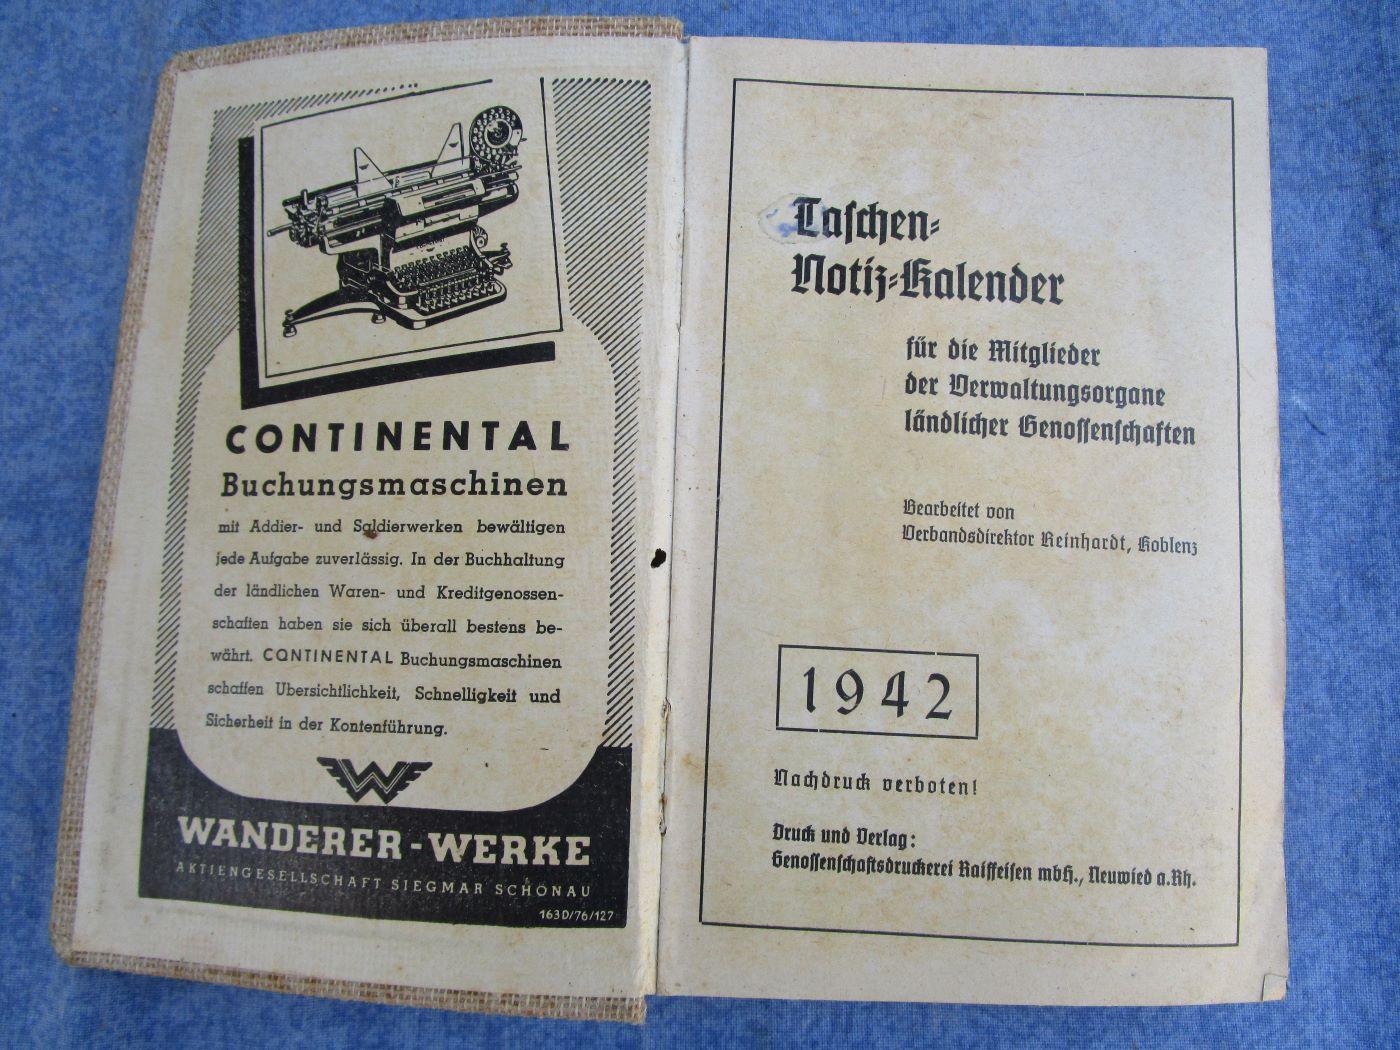 CONTINENTAL
Buchungsmaschinen
mit Addier- und Saldierwerken bewältigen
jede Aufgabe zuverlässig. In der Buchhaltung
der ländlichen Waren- und Kreditgenossen-
schaften haben sie sich überall bestens be-
währt. CONTINENTAL Buchungsmaschinen
schaffen Übersichtlichkeit, Schnelligkeit und
Sicherheit in der Kontenführung.
W
WANDERER-WERKE
AKTIENGESELLSCHAFT SIEGMAR SCHÖNAU
163D/76/127
Taschen-
Notiz-Kalender
für die Mitglieder
der Verwaltungsorgane
ländlicher Genossenschaften
Bearbeitet von
Verbandsdirektor Reinhardt, Koblenz
1942
Nachdruck verboten!
Druck und Verlag:
Genossenschaftsdruckerei Raiffeisen mbH., Neuwied a.Rh.